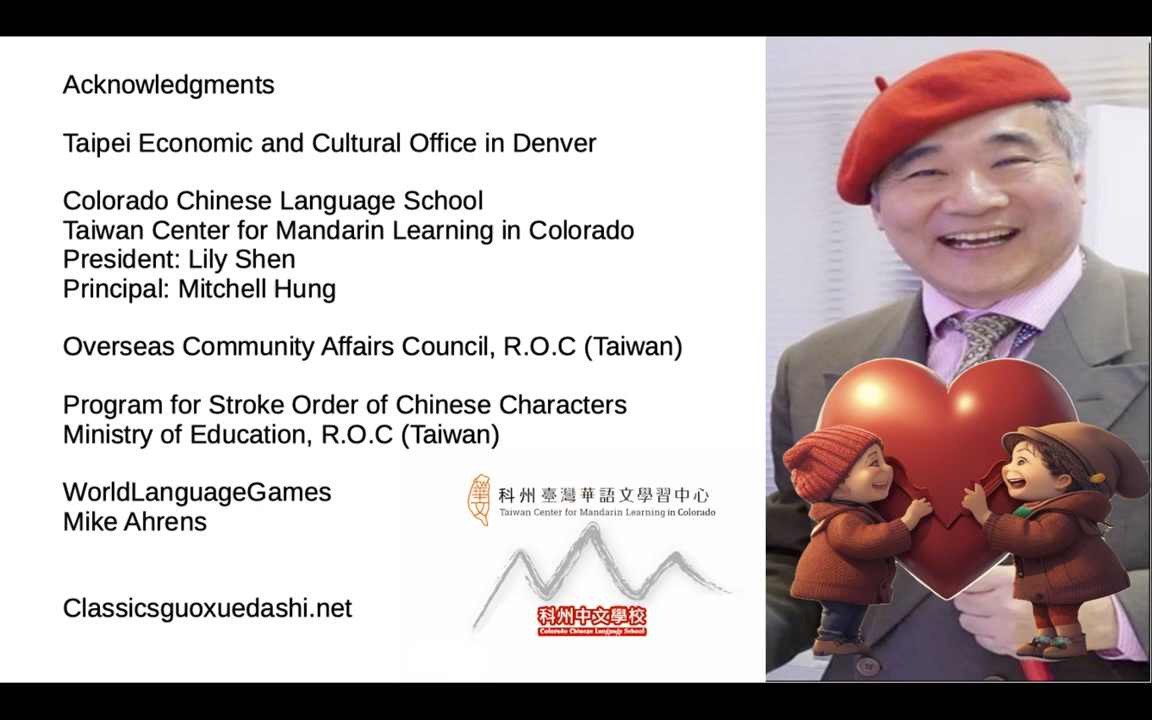 Acknowledgments
Taipei Economic and Cultural Office in Denver
Colorado Chinese Language School
Taiwan Center for Mandarin Learning in Colorado
President: Lily Shen
Principal: Mitchell Hung
Overseas Community Affairs Council, R.O.C (Taiwan)
Program for Stroke Order of Chinese Characters
Ministry of Education, R.O.C (Taiwan)
WorldLanguageGames
Mike Ahrens
Classicsguoxuedashi.net
華文
科州臺灣華語文學習中心
Taiwan Center for Mandarin Learning in Colorado
科州中文學校
Colorado Chinese Language School